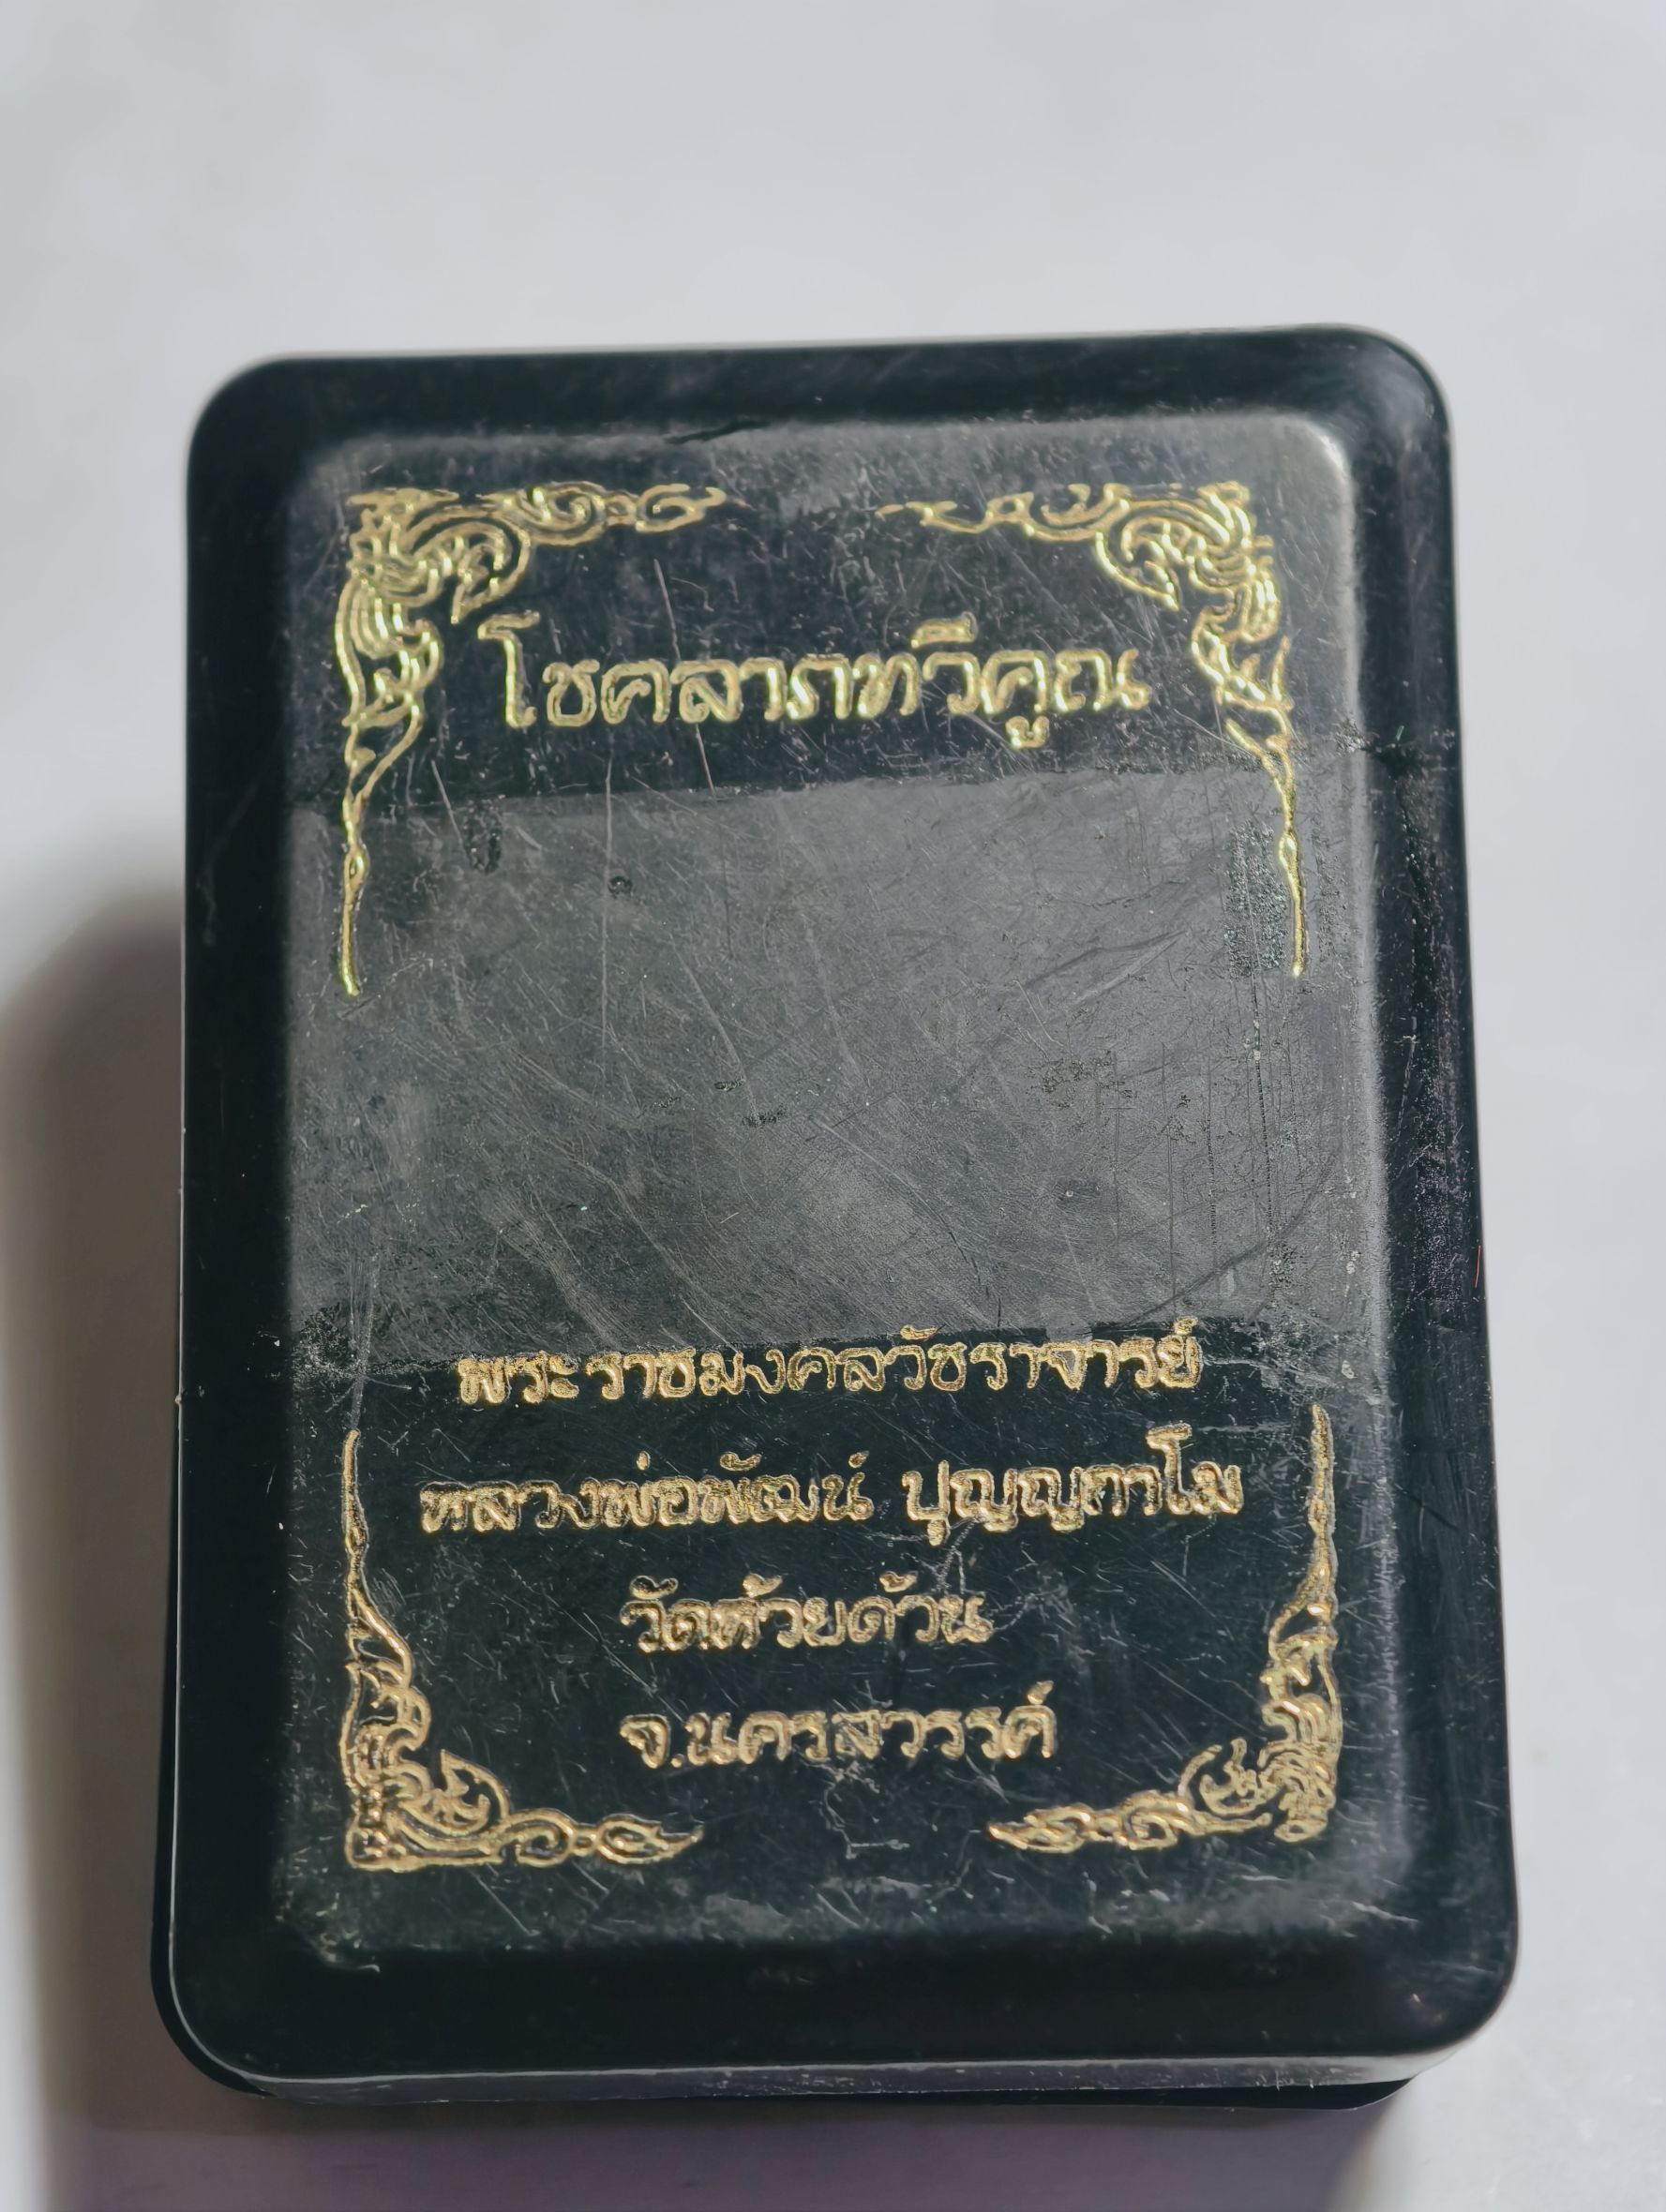 โชคลาภทวีคูณ
พระราชมงคลวัชราจารย์
หลวงพ่อพัฒน์ ปุญญกาโม
วัดห้วยด้วน
จ.นครสวรรค์